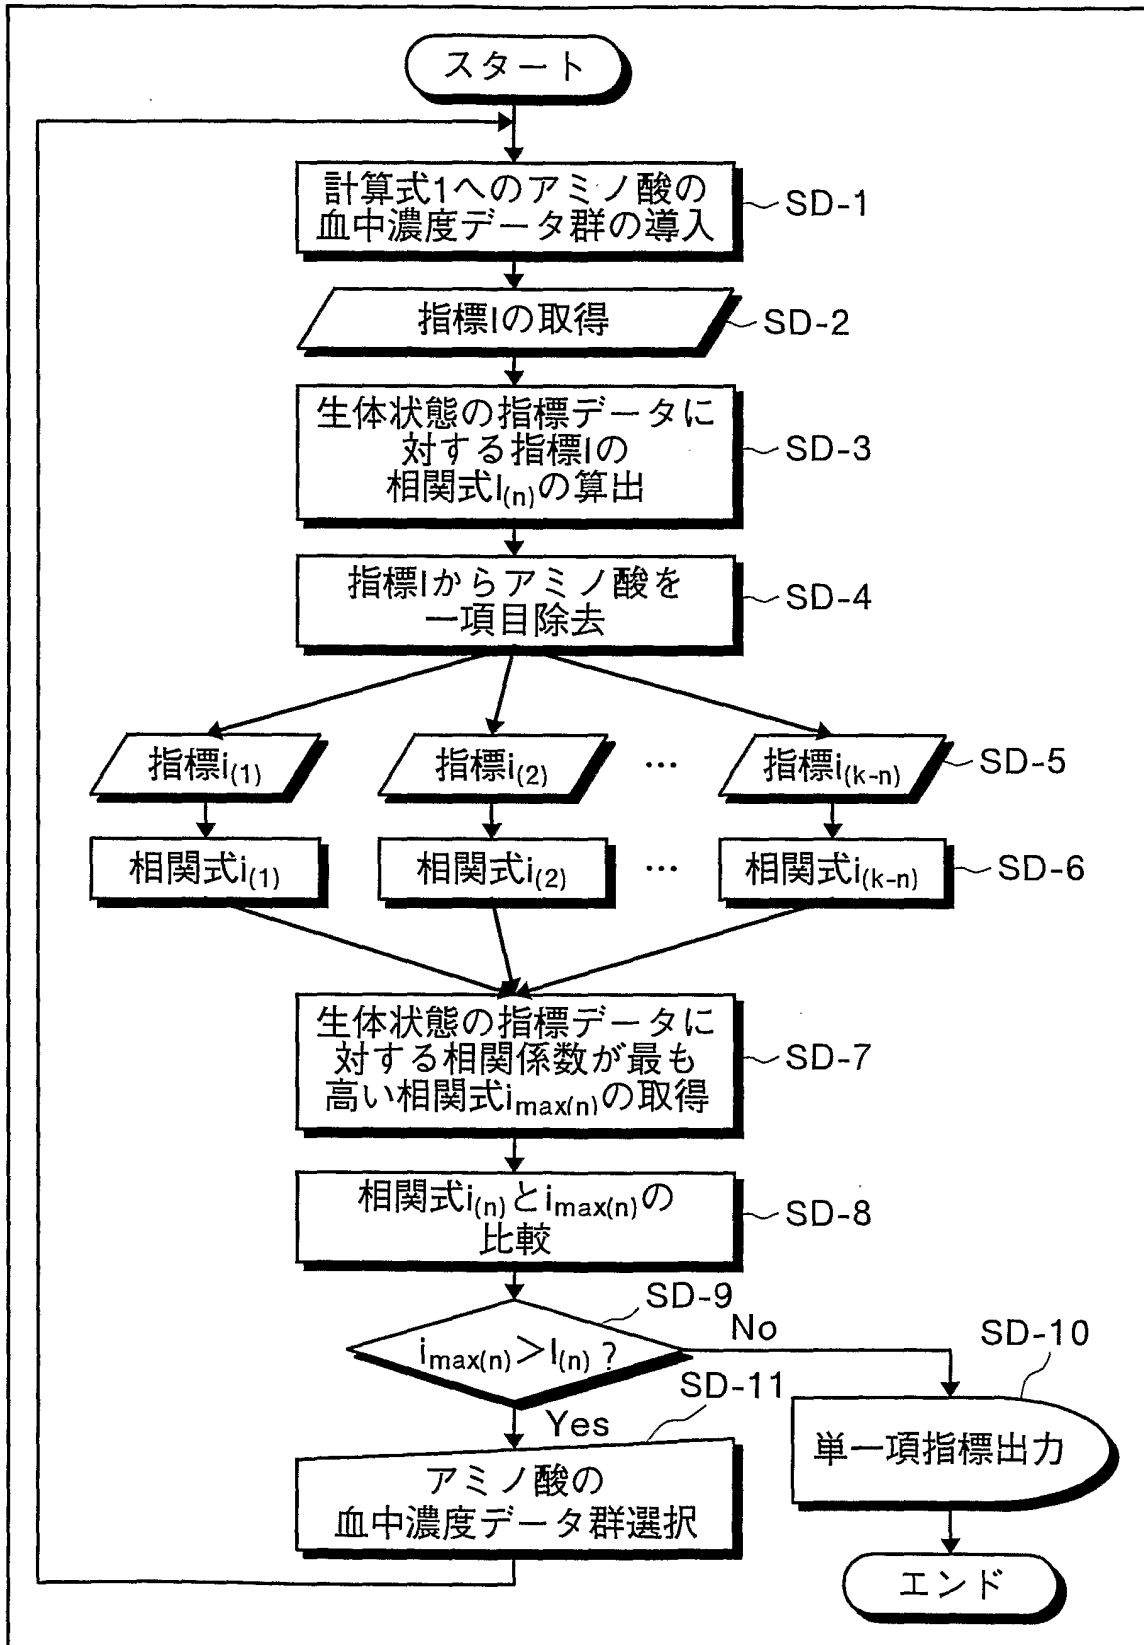 スタート
計算式1へのアミノ酸の
血中濃度データ群の導入
SD-1
指標Iの取得
SD-2
生体状態の指標データに
対する指標Iの
相関式I(n)の算出
SD-3
指標Iからアミノ酸を
一項目除去
SD-4
指標i(1)
指標i(2)
…
指標i(k-n)
SD-5
相関式i(1)
相関式i(2)
…
相関式i(k-n)
SD-6
生体状態の指標データに
対する相関係数が最も
高い相関式imax(n)の取得
SD-7
相関式i(n)とimax(n)の
比較
SD-8
SD-9
imax(n)>I(n)?
No
SD-10
SD-11
Yes
単一項指標出力
アミノ酸の
血中濃度データ群選択
エンド